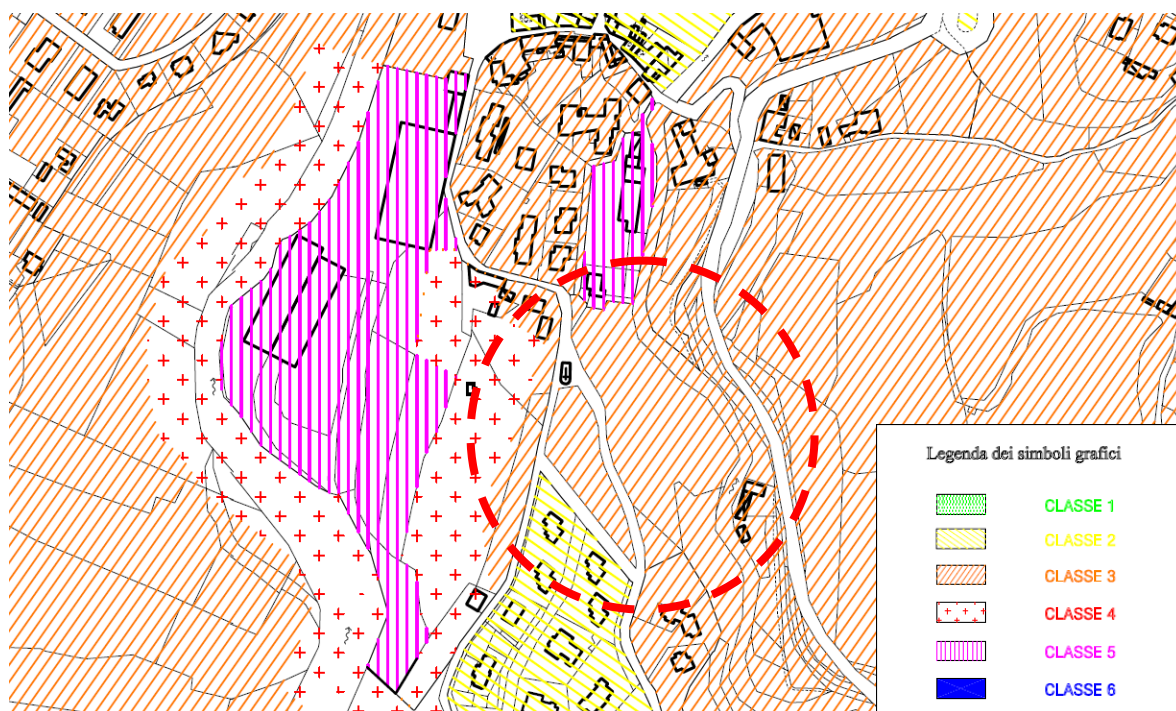 Legenda dei simboli grafici
CLASSE 1
CLASSE 2
CLASSE 3
CLASSE 4
CLASSE 5
CLASSE 6